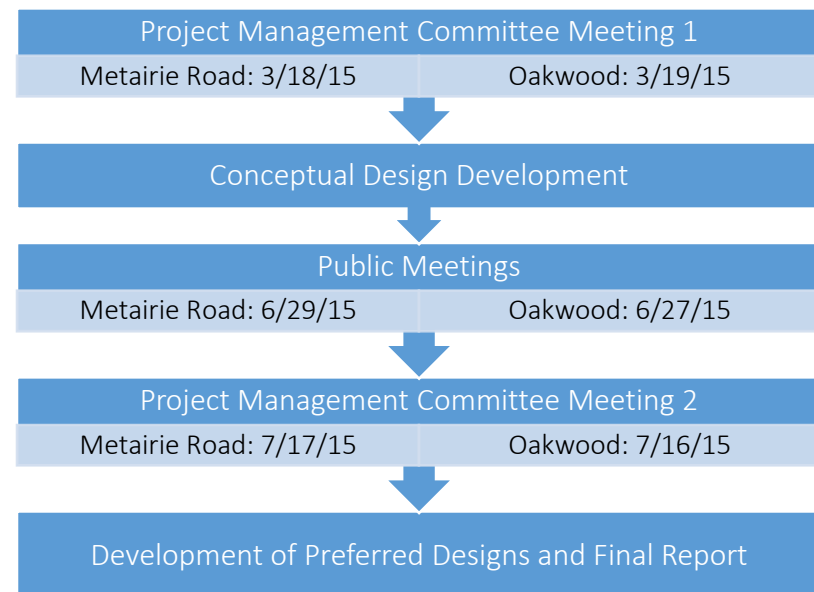 Project Management Committee Meeting 1
Metairie Road: 3/18/15 Oakwood: 3/19/15
Conceptual Design Development
Public Meetings
Metairie Road: 6/29/15 Oakwood: 6/27/15
Project Management Committee Meeting 2
Metairie Road: 7/17/15 Oakwood: 7/16/15
Development of Preferred Designs and Final Report